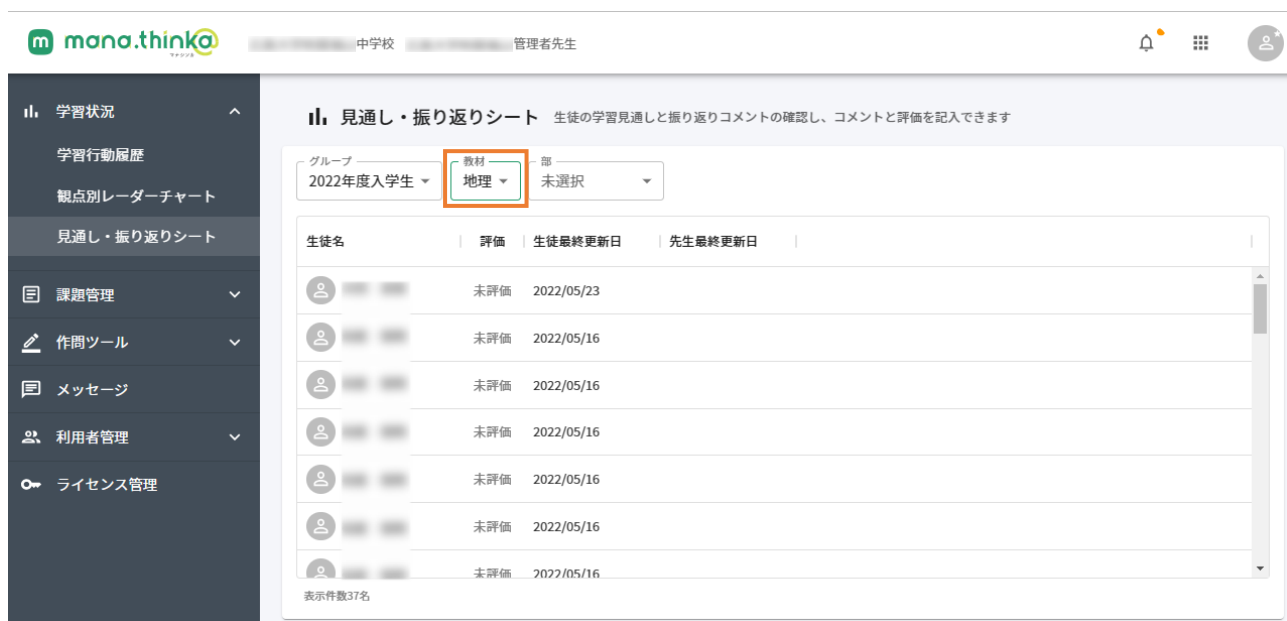 m mana.think@
マナシンカ
中学校 管理者先生
学習状況
学習行動履歴
観点別レーダーチャート
見通し・振り返りシート
課題管理
作問ツール
メッセージ
利用者管理
ライセンス管理
見通し・振り返りシート 生徒の学習見通しと振り返りコメントの確認し、コメントと評価を記入できます
グループ 教材 部
2022年度入学生 地理 未選択
生徒名 評価 生徒最終更新日 先生最終更新日
未評価 2022/05/23
未評価 2022/05/16
未評価 2022/05/16
未評価 2022/05/16
未評価 2022/05/16
未評価 2022/05/16
未評価 2022/05/16
表示件数37名